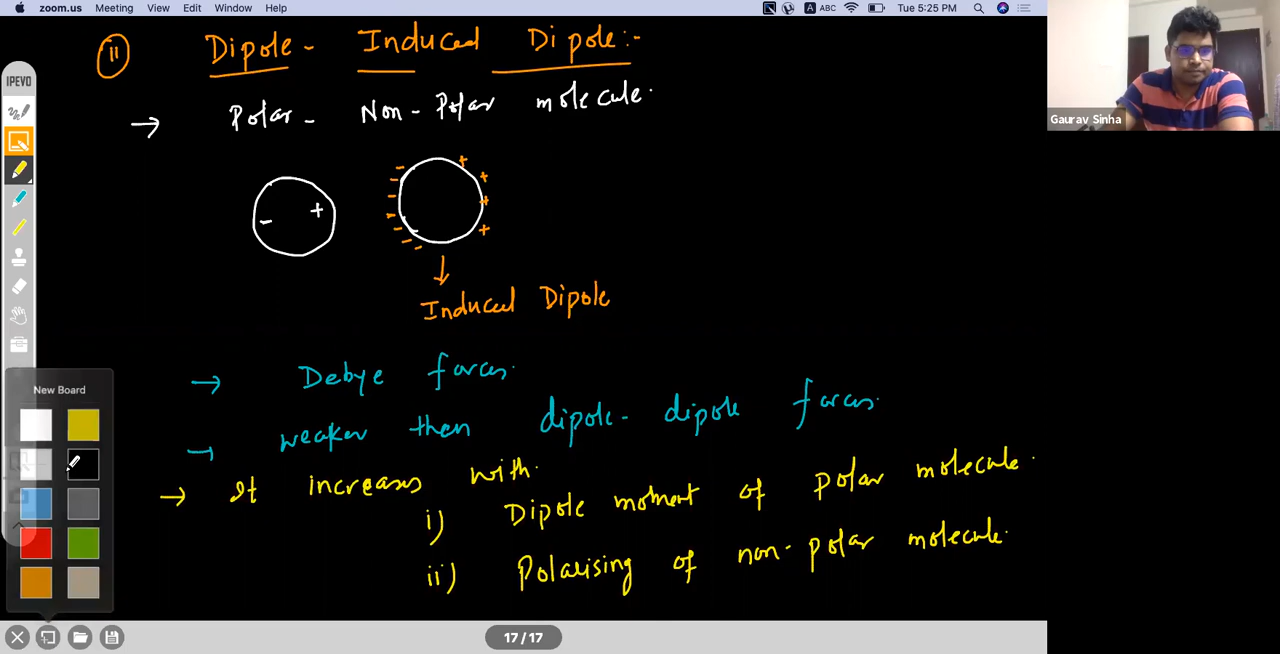 zoom.us Meeting View Edit Window Help A ABC Tue 5:25 PM
(ii) Dipole - Induced Dipole:-
IPEVO
→ Polar - Non - Polar molecule.
Gaurav Sinha
- +
- - - - - - - + + + +
↓
Induced Dipole
→ Debye forces.
→ weaker then dipole - dipole forces.
New Board
→ It increases with.
i) Dipole moment of polar molecule.
ii) Polarising of non-polar molecule.
17 / 17